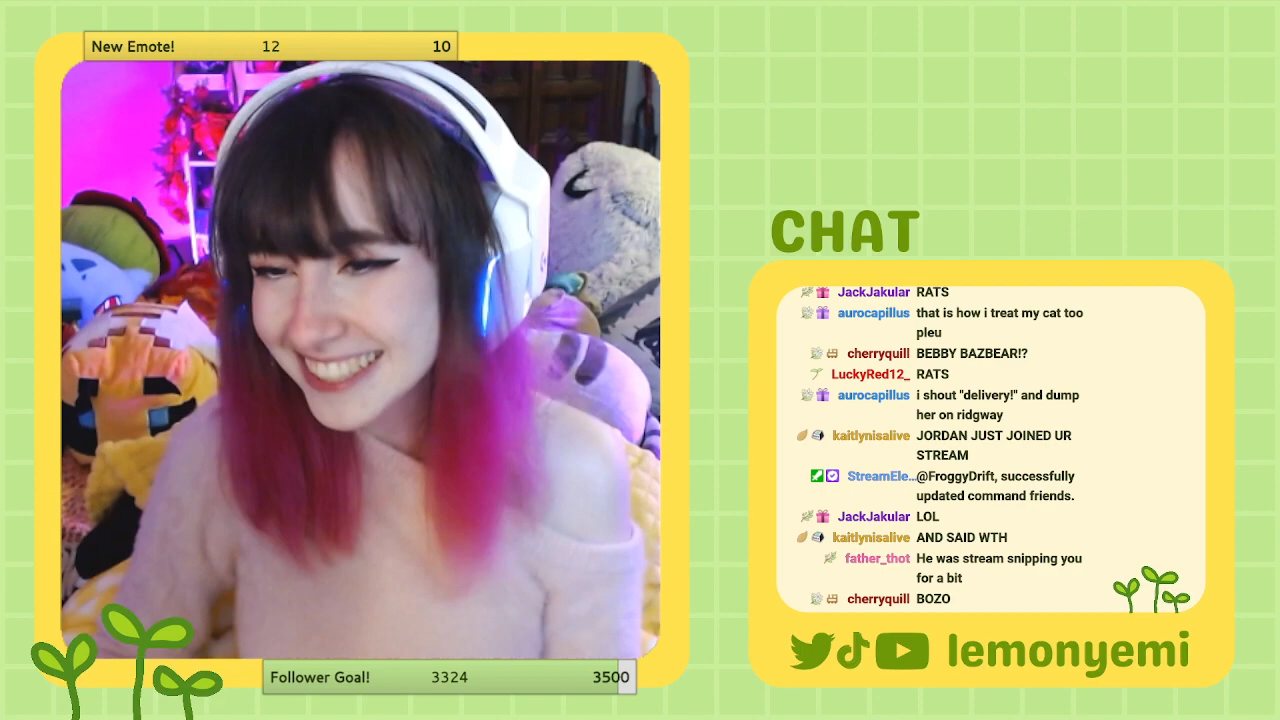 New Emote! 12 10
CHAT
JackJakular RATS
aurocapillus that is how i treat my cat too
pleu
cherryquill BEBBY BAZBEAR!?
LuckyRed12_ RATS
aurocapillus i shout "delivery!" and dump
her on ridgway
kaitlynisalive JORDAN JUST JOINED UR
STREAM
StreamEle...@FroggyDrift, successfully
updated command friends.
JackJakular LOL
kaitlynisalive AND SAID WTH
father_thot He was stream snipping you
for a bit
cherryquill BOZO
lemonyemi
Follower Goal! 3324 3500